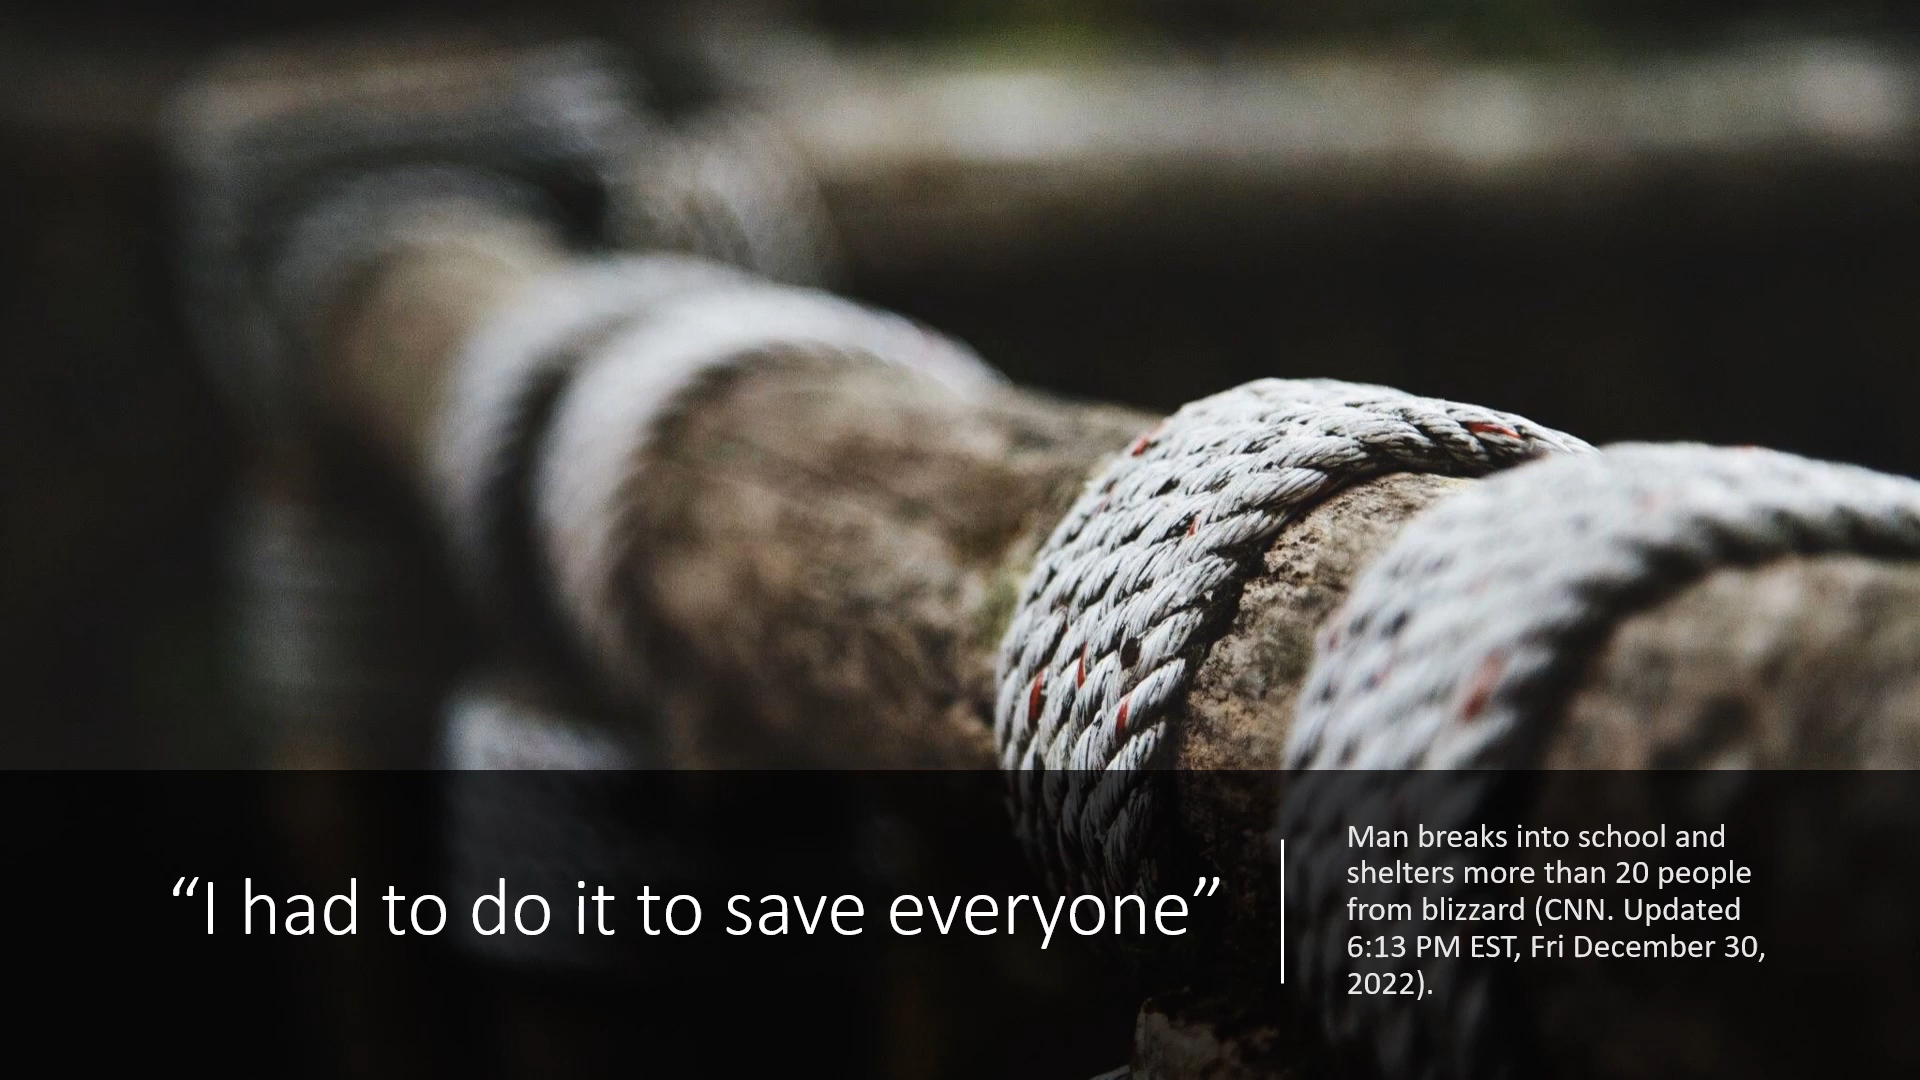 “I had to do it to save everyone”
Man breaks into school and
shelters more than 20 people
from blizzard (CNN. Updated
6:13 PM EST, Fri December 30,
2022).